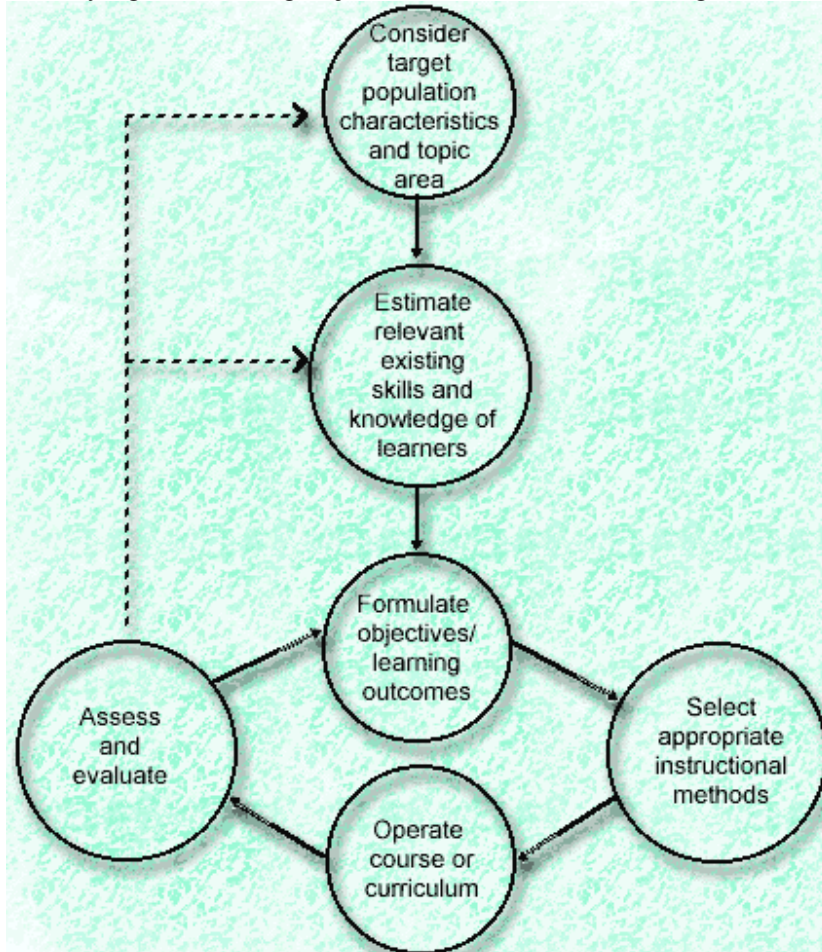 Consider
target
population
characteristics
and topic
area
Estimate
relevant
existing
skills and
knowledge of
learners
Formulate
objectives/
learning
outcomes
Select
appropriate
instructional
methods
Assess
and
evaluate
Operate
course or
curriculum